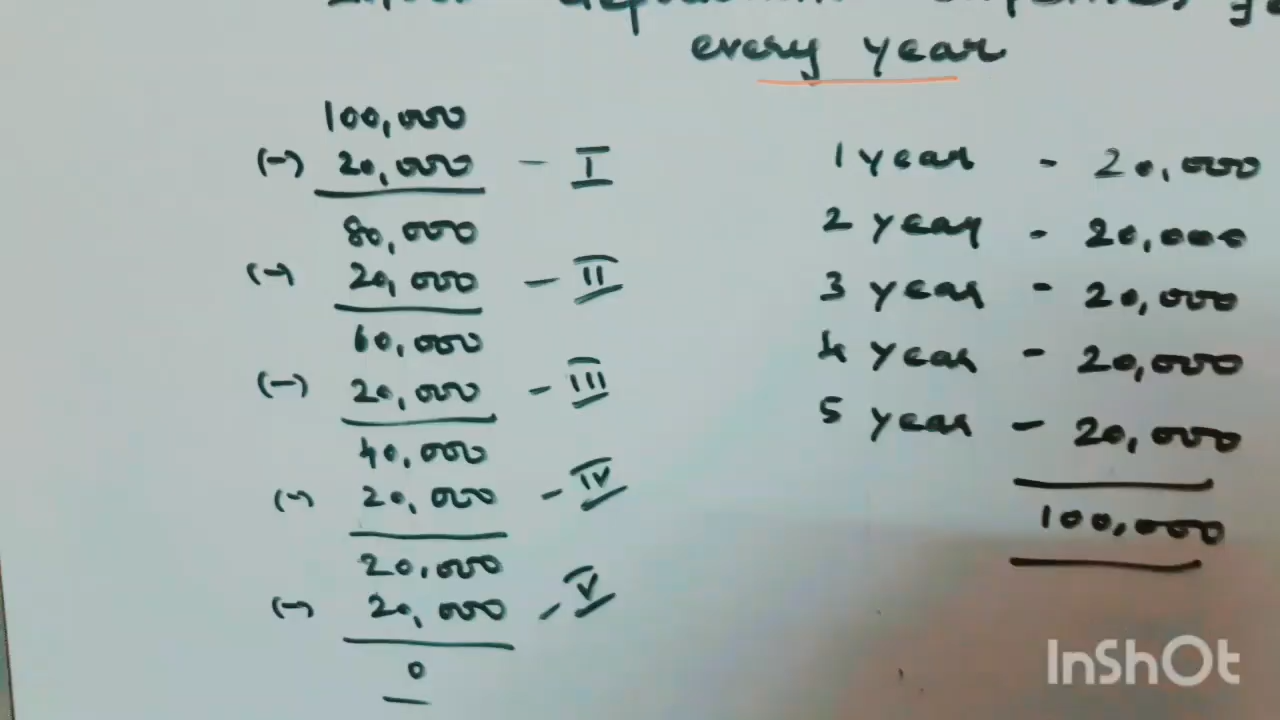 every year
100,000
(-) 20,000 - I
80,000
(-) 20,000 - II
60,000
(-) 20,000 - III
40,000
(-) 20,000 - IV
20,000
(-) 20,000 - V
0
1 year - 20,000
2 year - 20,000
3 year - 20,000
4 year - 20,000
5 year - 20,000
100,000
InShOt